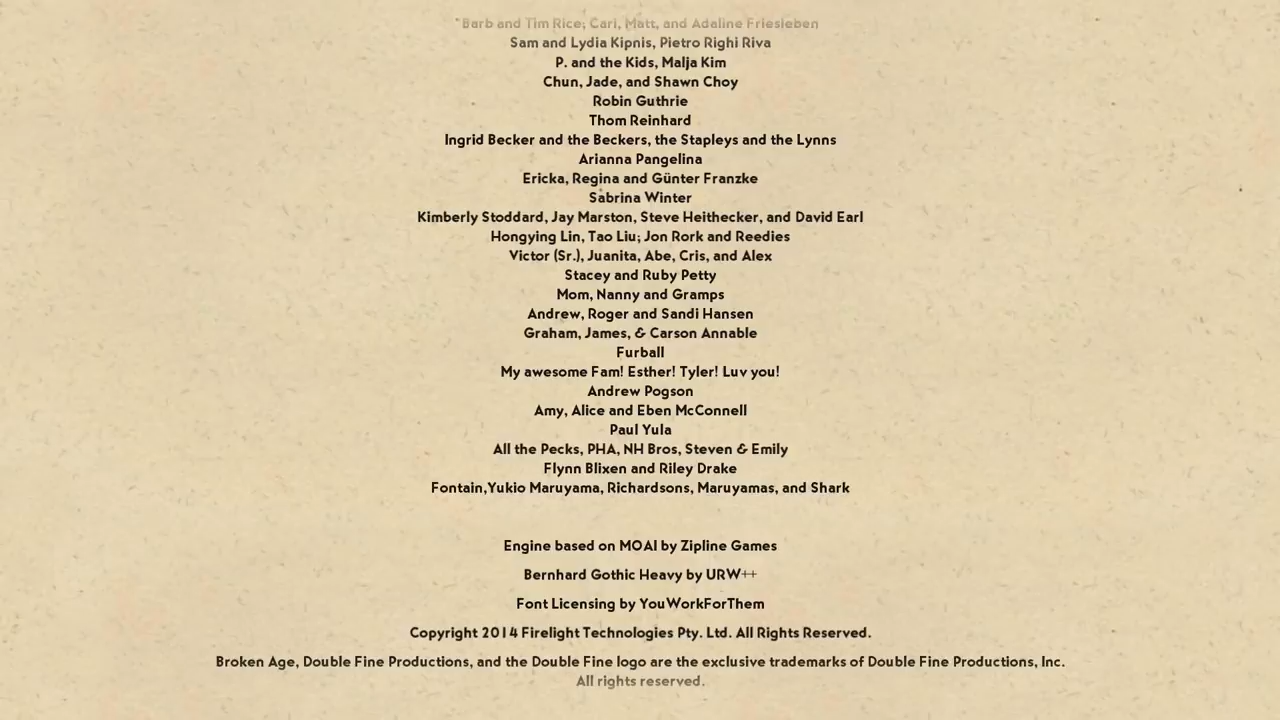 "Barb and Tim Rice; Carl, Matt, and Adaline Friesleben
Sam and Lydia Kipnis, Pietro Righi Riva
P. and the Kids, Malja Kim
Chun, Jade, and Shawn Choy
Robin Guthrie
Thom Reinhard
Ingrid Becker and the Beckers, the Stapleys and the Lynns
Arianna Pangelina
Ericka, Regina and Günter Franzke
Sabrina Winter
Kimberly Stoddard, Jay Marston, Steve Heithecker, and David Earl
Hongying Lin, Tao Liu; Jon Rork and Reedies
Victor (Sr.), Juanita, Abe, Cris, and Alex
Stacey and Ruby Petty
Mom, Nanny and Gramps
Andrew, Roger and Sandi Hansen
Graham, James, & Carson Annable
Furball
My awesome Fam! Esther! Tyler! Luv you!
Andrew Pogson
Amy, Alice and Eben McConnell
Paul Yula
All the Pecks, PHA, NH Bros, Steven & Emily
Flynn Blixen and Riley Drake
Fontain,Yukio Maruyama, Richardsons, Maruyamas, and Shark
Engine based on MOAI by Zipline Games
Bernhard Gothic Heavy by URW++
Font Licensing by YouWorkForThem
Copyright 2014 Firelight Technologies Pty. Ltd. All Rights Reserved.
Broken Age, Double Fine Productions, and the Double Fine logo are the exclusive trademarks of Double Fine Productions, Inc.
All rights reserved.